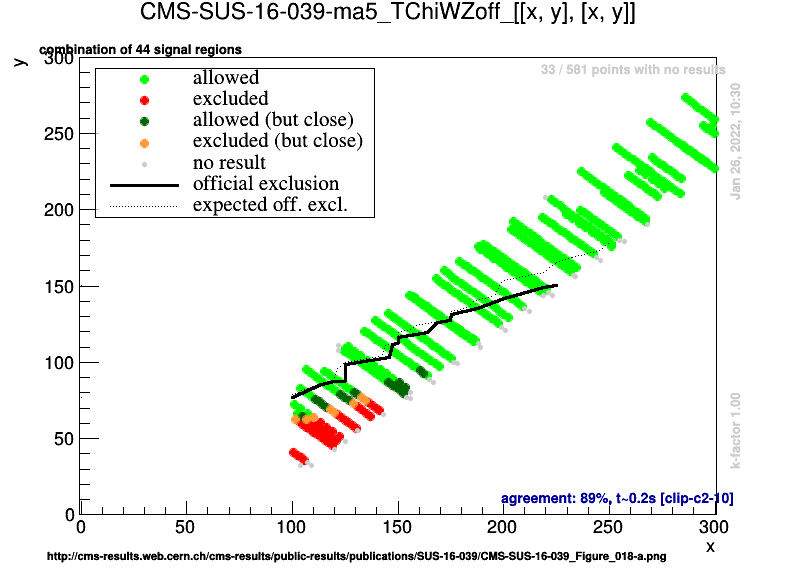 CMS-SUS-16-039-ma5_TChiWZoff_[[x, y], [x, y]]
combination of 44 signal regions
33 / 581 points with no results
y
300
250
200
150
100
50
0
allowed
excluded
allowed (but close)
excluded (but close)
no result
official exclusion
expected off. excl.
Jan 26, 2022, 10:30
k-factor 1.00
agreement: 89%, t~0.2s [clip-c2-10]
0 50 100 150 200 250 300
x
http://cms-results.web.cern.ch/cms-results/public-results/publications/SUS-16-039/CMS-SUS-16-039_Figure_018-a.png